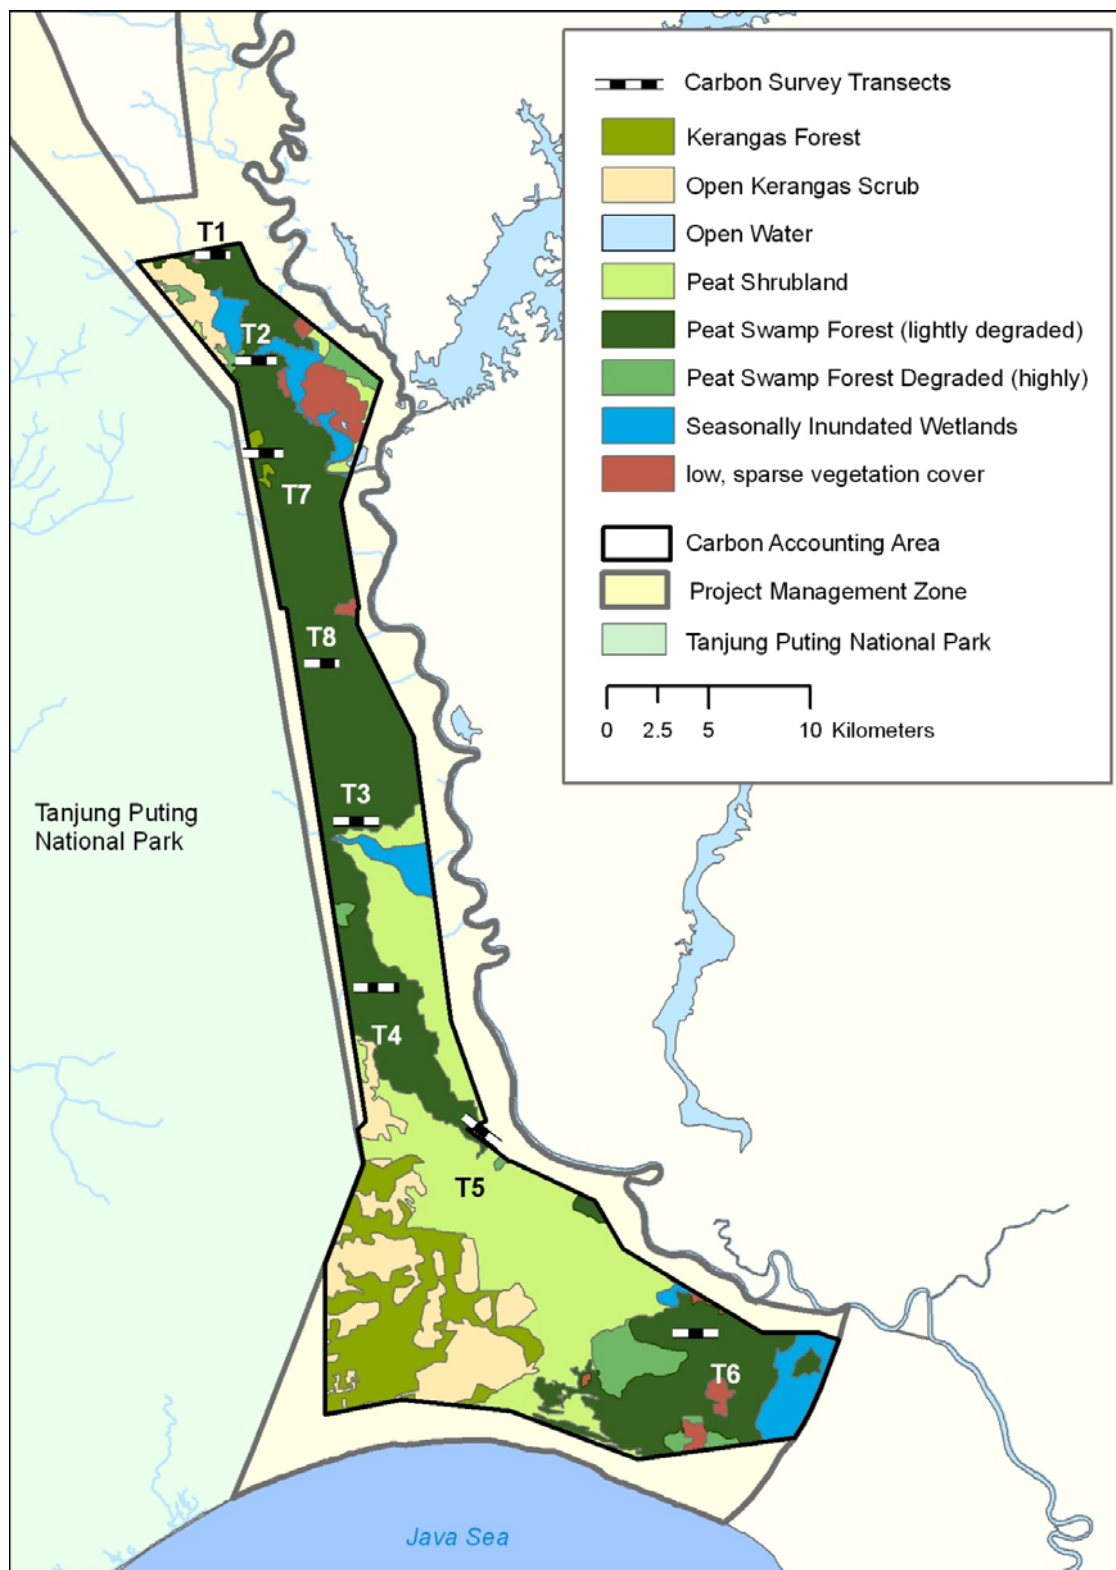 Carbon Survey Transects
Kerangas Forest
Open Kerangas Scrub
Open Water
Peat Shrubland
Peat Swamp Forest (lightly degraded)
Peat Swamp Forest Degraded (highly)
Seasonally Inundated Wetlands
low, sparse vegetation cover
Carbon Accounting Area
Project Management Zone
Tanjung Puting National Park
0 2.5 5 10 Kilometers
T1
T2
T7
T8
T3
Tanjung Puting
National Park
T4
T5
T6
Java Sea